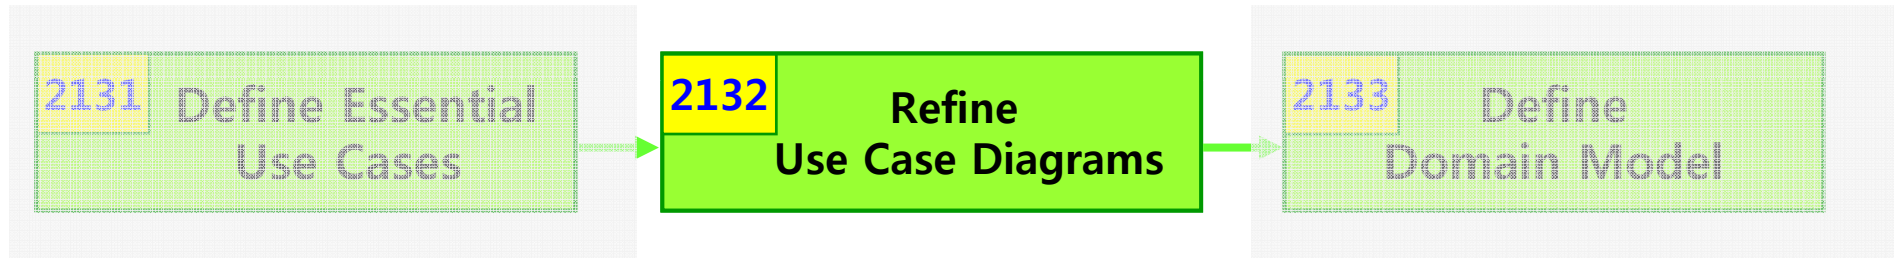 2131
Define Essential
Use Cases
2132
Refine
Use Case Diagrams
2133
Define
Domain Model